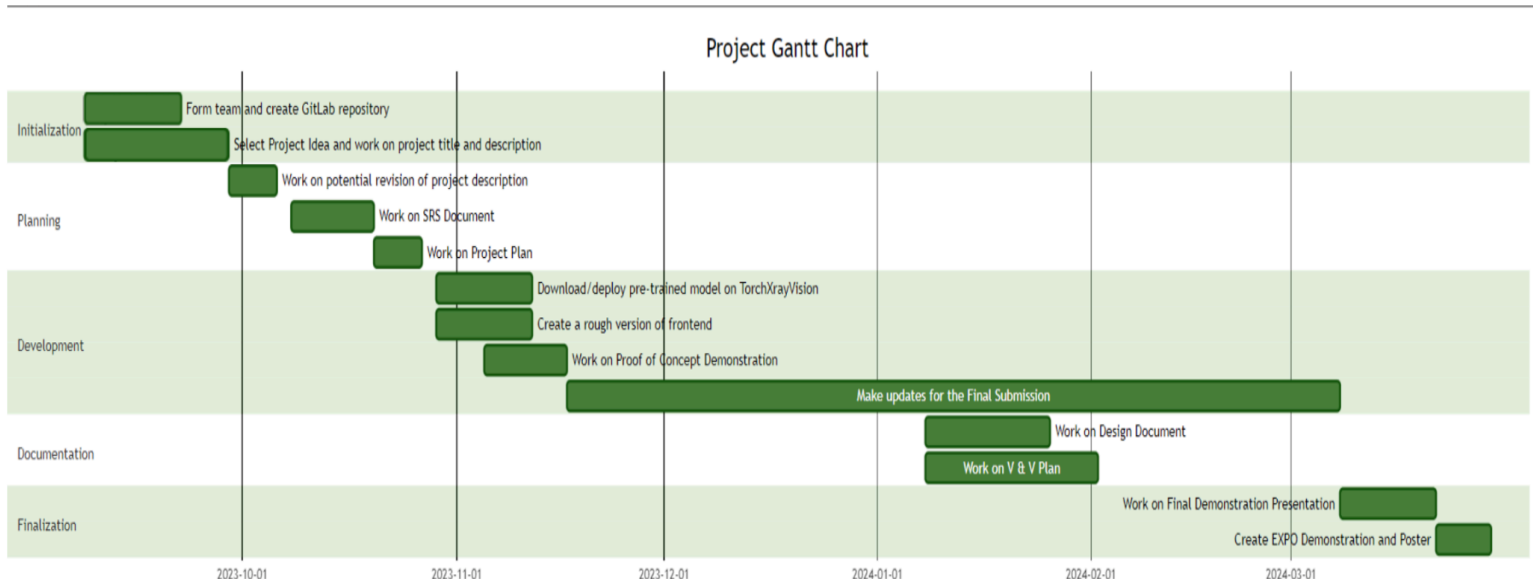 Project Gantt Chart
Initialization
Form team and create GitLab repository
Select Project Idea and work on project title and description
Planning
Work on potential revision of project description
Work on SRS Document
Work on Project Plan
Development
Download/deploy pre-trained model on TorchXrayVision
Create a rough version of frontend
Work on Proof of Concept Demonstration
Make updates for the Final Submission
Documentation
Work on Design Document
Work on V & V Plan
Finalization
Work on Final Demonstration Presentation
Create EXPO Demonstration and Poster
2023-10-01 2023-11-01 2023-12-01 2024-01-01 2024-02-01 2024-03-01